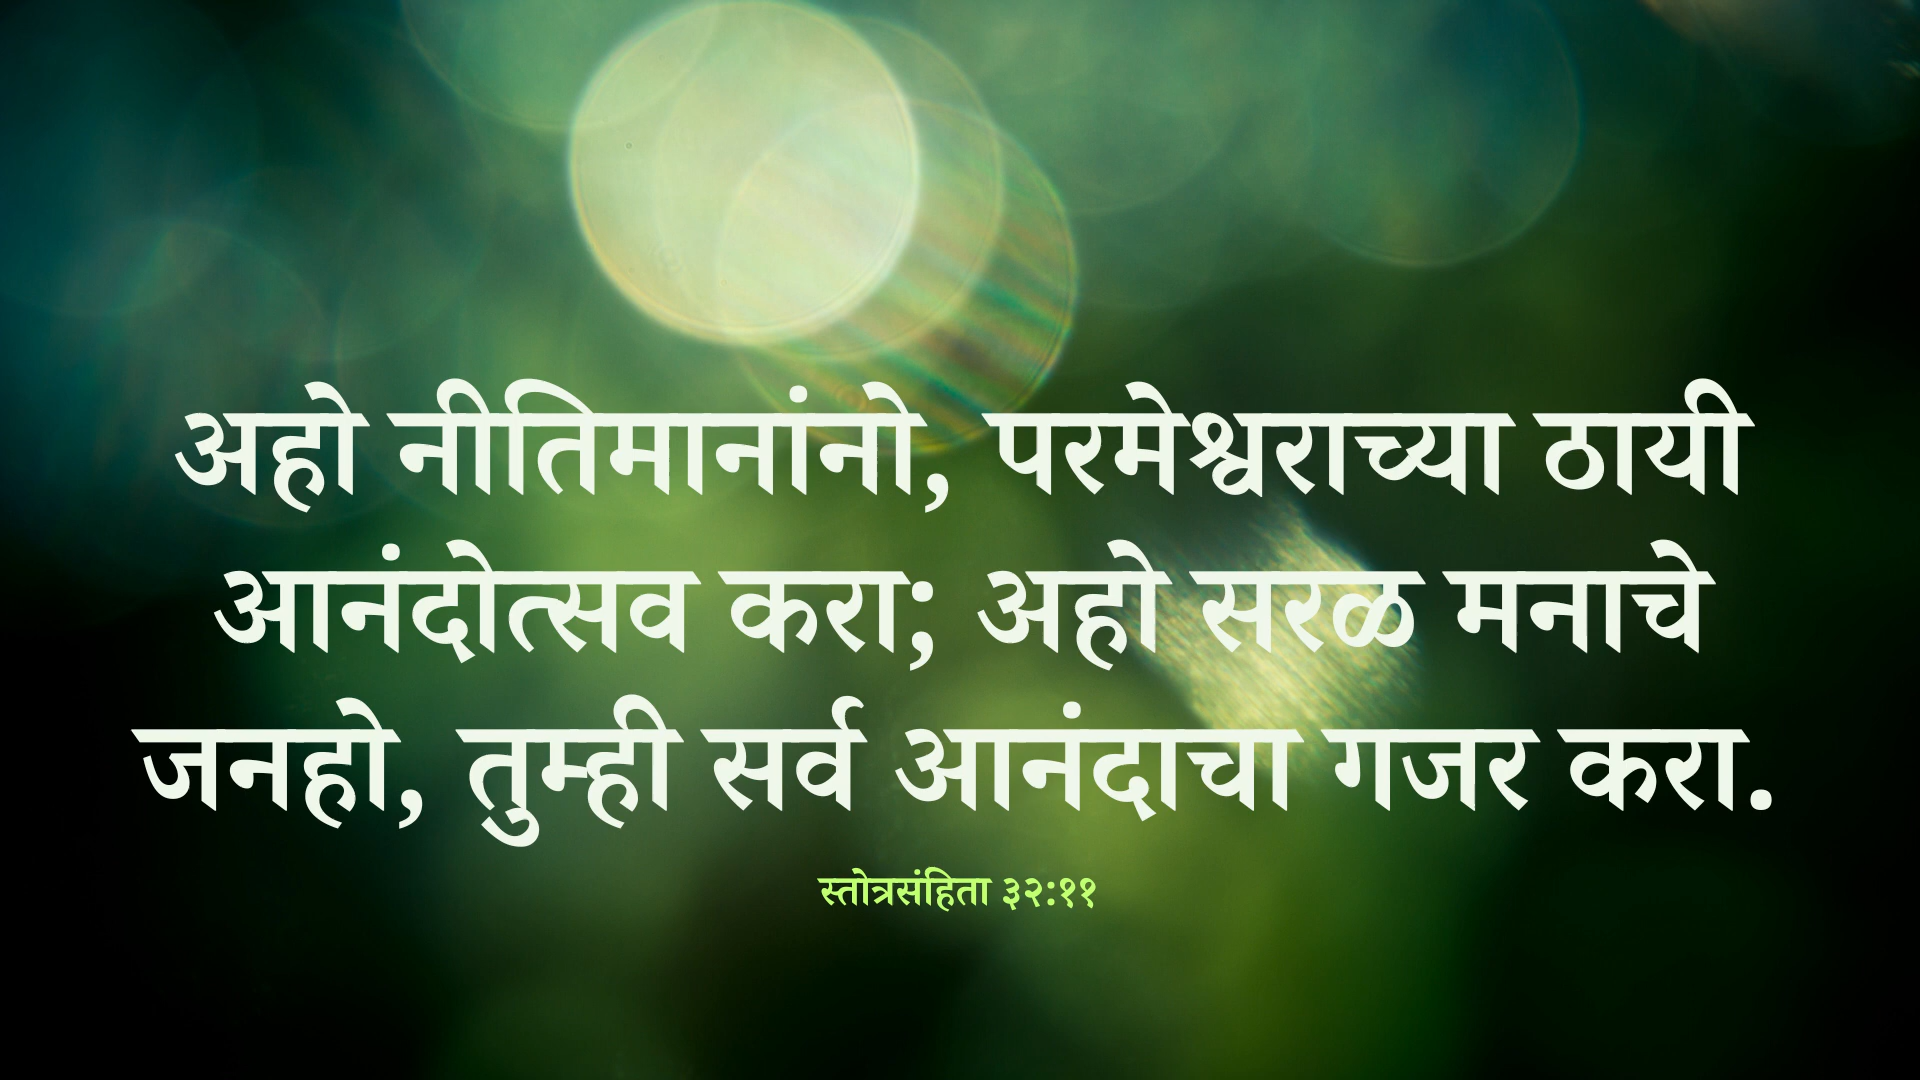 अहो नीतिमानांनो, परमेश्वराच्या ठायी
आनंदोत्सव करा; अहो सरळ मनाचे
जनहो, तुम्ही सर्व आनंदाचा गजर करा.
स्तोत्रसंहिता ३२:११